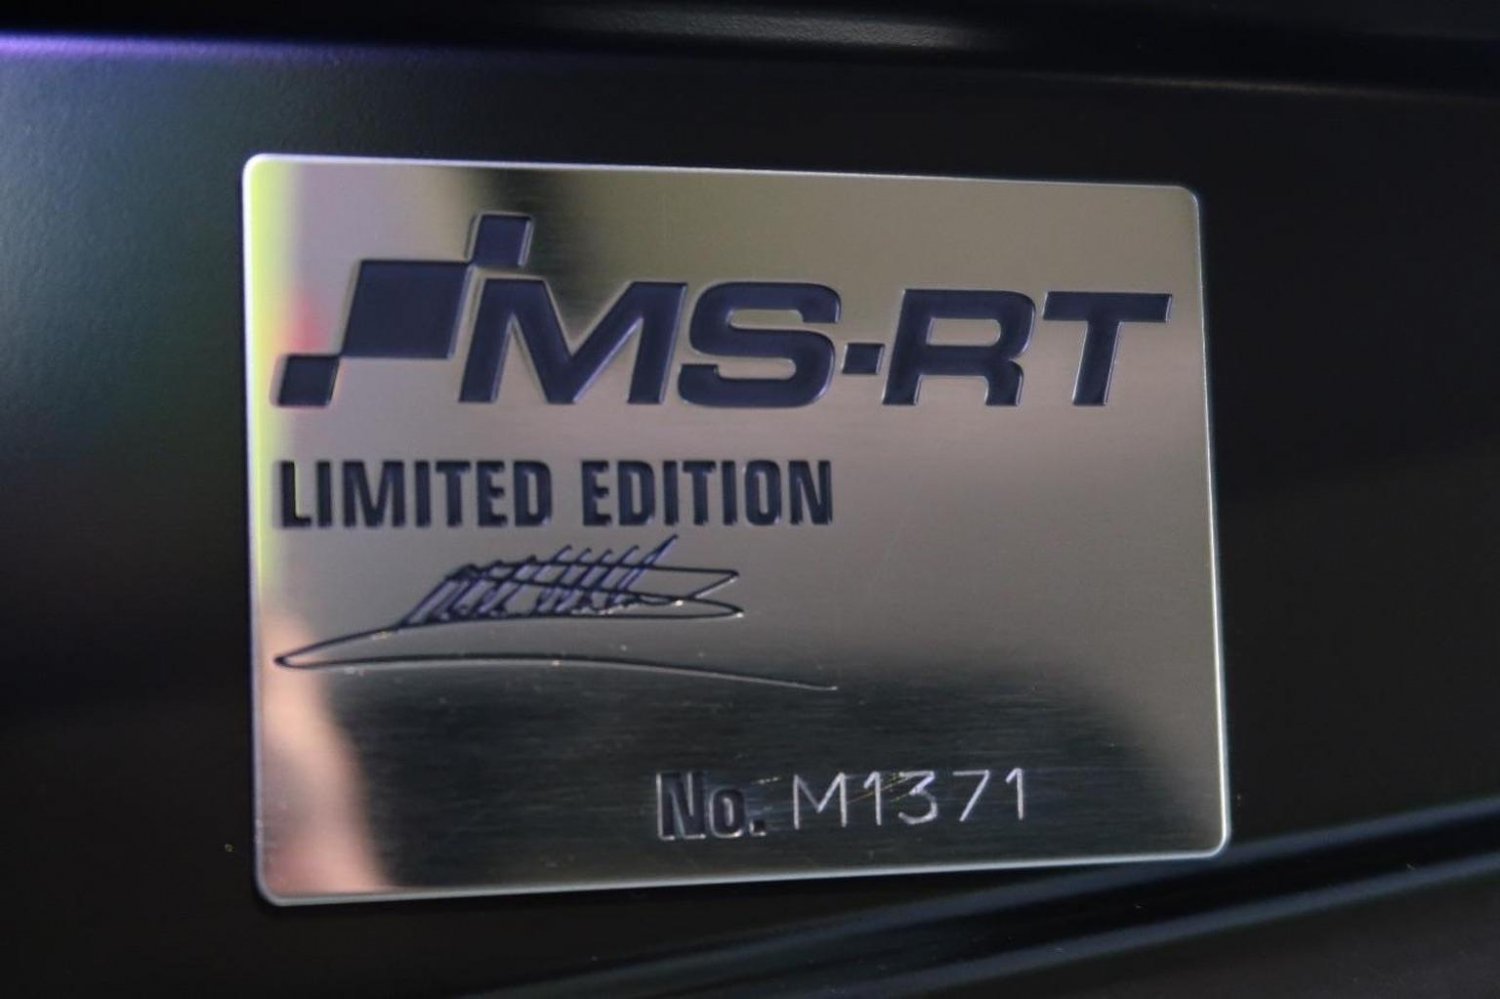 MS-RT
LIMITED EDITION
No. M1371